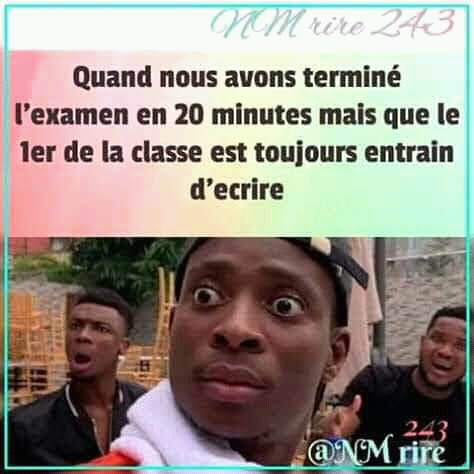 NM rire 243
Quand nous avons terminé
l'examen en 20 minutes mais que le
1er de la classe est toujours entrain
d'ecrire
243
@NM rire